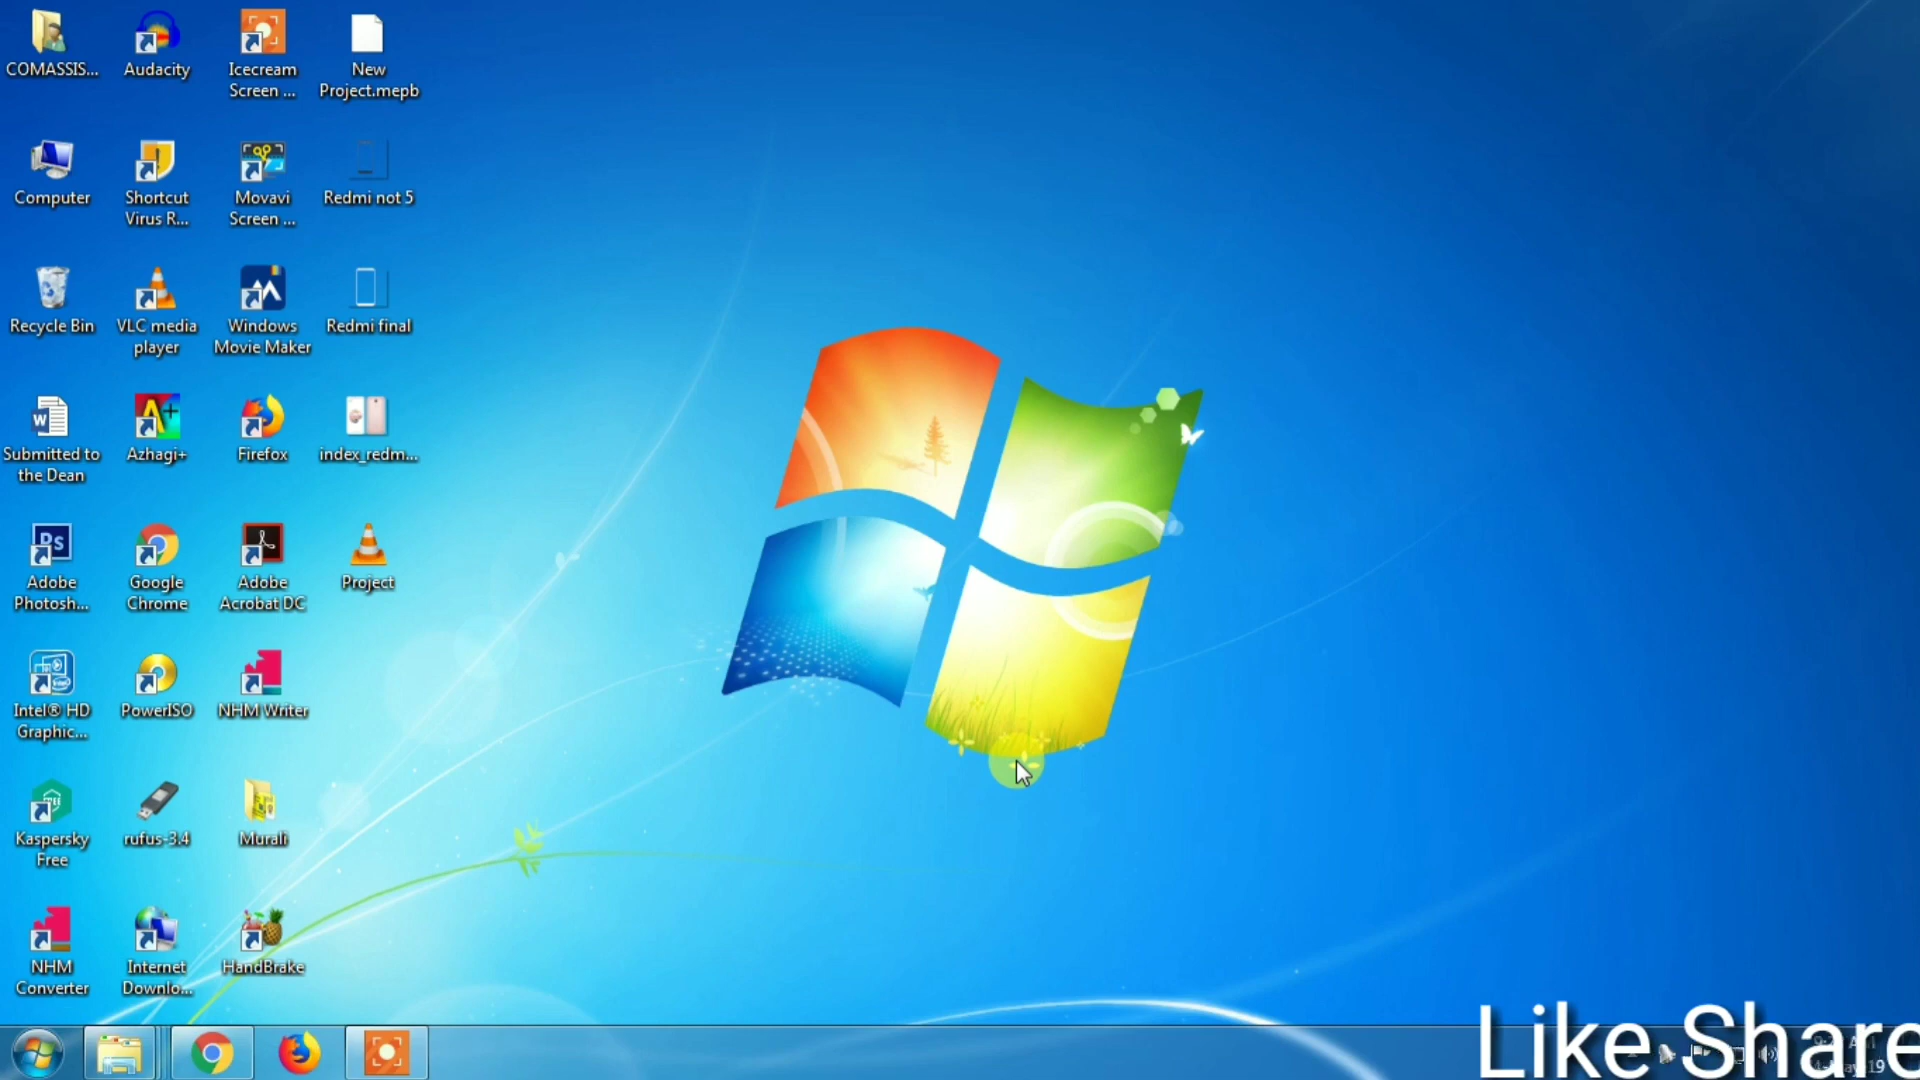 COMASSIS...
Audacity
Icecream
Screen ...
New
Project.mepb
Computer
Shortcut
Virus R...
Movavi
Screen ...
Redmi not 5
Recycle Bin
VLC media
player
Windows
Movie Maker
Redmi final
W
Submitted to
the Dean
A+
Azhagi+
Firefox
index_redm...
Ps
Adobe
Photosh...
Google
Chrome
Adobe
Acrobat DC
Project
Intel® HD
Graphic...
PowerISO
NHM Writer
Kaspersky
Free
rufus-3.4
Murali
NHM
Converter
Internet
Downlo...
HandBrake
Like Share